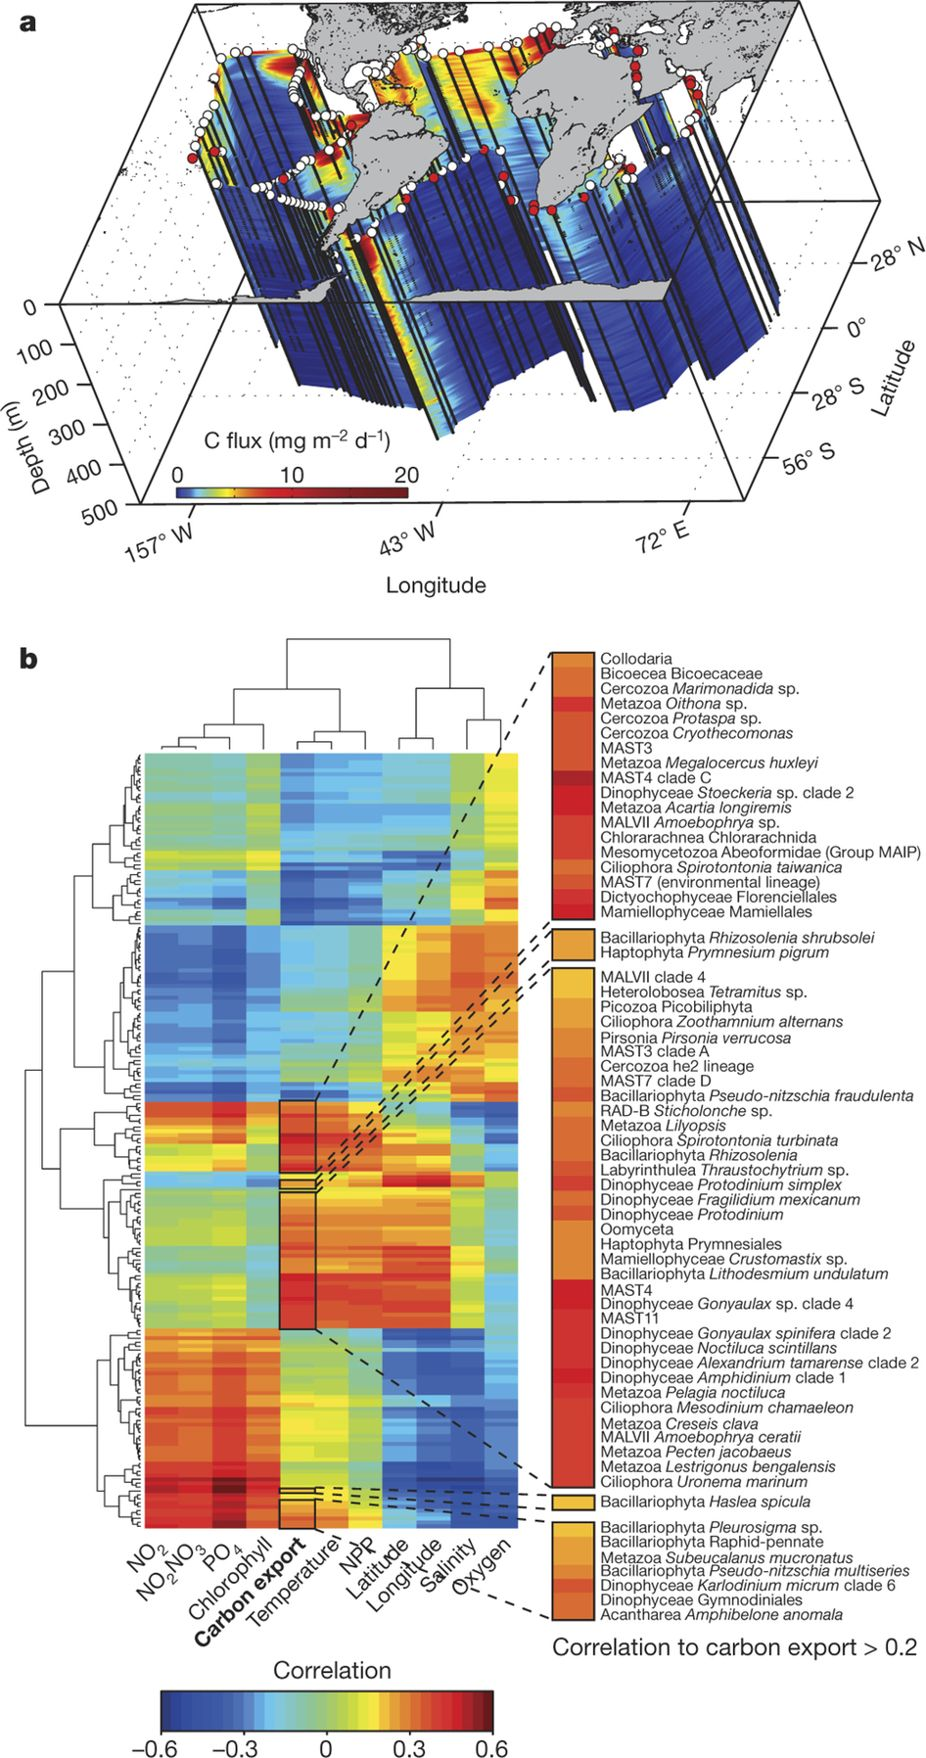 a
0
100
200
300
400
500
Depth (m)
C flux (mg m−2 d−1)
0 10 20
28° N
0°
28° S
56° S
Latitude
157° W
43° W
72° E
Longitude
b
Collodaria
Bicoecea Bicoecaceae
Cercozoa Marimonadida sp.
Metazoa Oithona sp.
Cercozoa Protaspa sp.
Cercozoa Cryothecomonas
MAST3
Metazoa Megalocercus huxleyi
MAST4 clade C
Dinophyceae Stoeckeria sp. clade 2
Metazoa Acartia longiremis
MALVII Amoebophrya sp.
Chlorarachnea Chlorarachnida
Mesomycetozoa Abeoformidae (Group MAIP)
Ciliophora Spirotontonia taiwanica
MAST7 (environmental lineage)
Dictyochophyceae Florenciellales
Mamiellophyceae Mamiellales
Bacillariophyta Rhizosolenia shrubsolei
Haptophyta Prymnesium pigrum
MALVII clade 4
Heterolobosea Tetramitus sp.
Picozoa Picobiliphyta
Ciliophora Zoothamnium alternans
Pirsonia Pirsonia verrucosa
MAST3 clade A
Cercozoa he2 lineage
MAST7 clade D
Bacillariophyta Pseudo-nitzschia fraudulenta
RAD-B Sticholonche sp.
Metazoa Lilyopsis
Ciliophora Spirotontonia turbinata
Bacillariophyta Rhizosolenia
Labyrinthulea Thraustochytrium sp.
Dinophyceae Protodinium simplex
Dinophyceae Fragilidium mexicanum
Dinophyceae Protodinium
Oomyceta
Haptophyta Prymnesiales
Mamiellophyceae Crustomastix sp.
Bacillariophyta Lithodesmium undulatum
MAST4
Dinophyceae Gonyaulax sp. clade 4
MAST11
Dinophyceae Gonyaulax spinifera clade 2
Dinophyceae Noctiluca scintillans
Dinophyceae Alexandrium tamarense clade 2
Dinophyceae Amphidinium clade 1
Metazoa Pelagia noctiluca
Ciliophora Mesodinium chamaeleon
Metazoa Creseis clava
MALVII Amoebophrya ceratii
Metazoa Pecten jacobaeus
Metazoa Lestrigonus bengalensis
Ciliophora Uronema marinum
Bacillariophyta Haslea spicula
Bacillariophyta Pleurosigma sp.
Bacillariophyta Raphid-pennate
Metazoa Subeucalanus mucronatus
Bacillariophyta Pseudo-nitzschia multiseries
Dinophyceae Karlodinium micrum clade 6
Dinophyceae Gymnodiniales
Acantharea Amphibelone anomala
Correlation to carbon export > 0.2
NO2
NO2NO3
PO4
Chlorophyll
Carbon export
Temperature
NPP
Latitude
Longitude
Salinity
Oxygen
Correlation
−0.6 −0.3 0 0.3 0.6